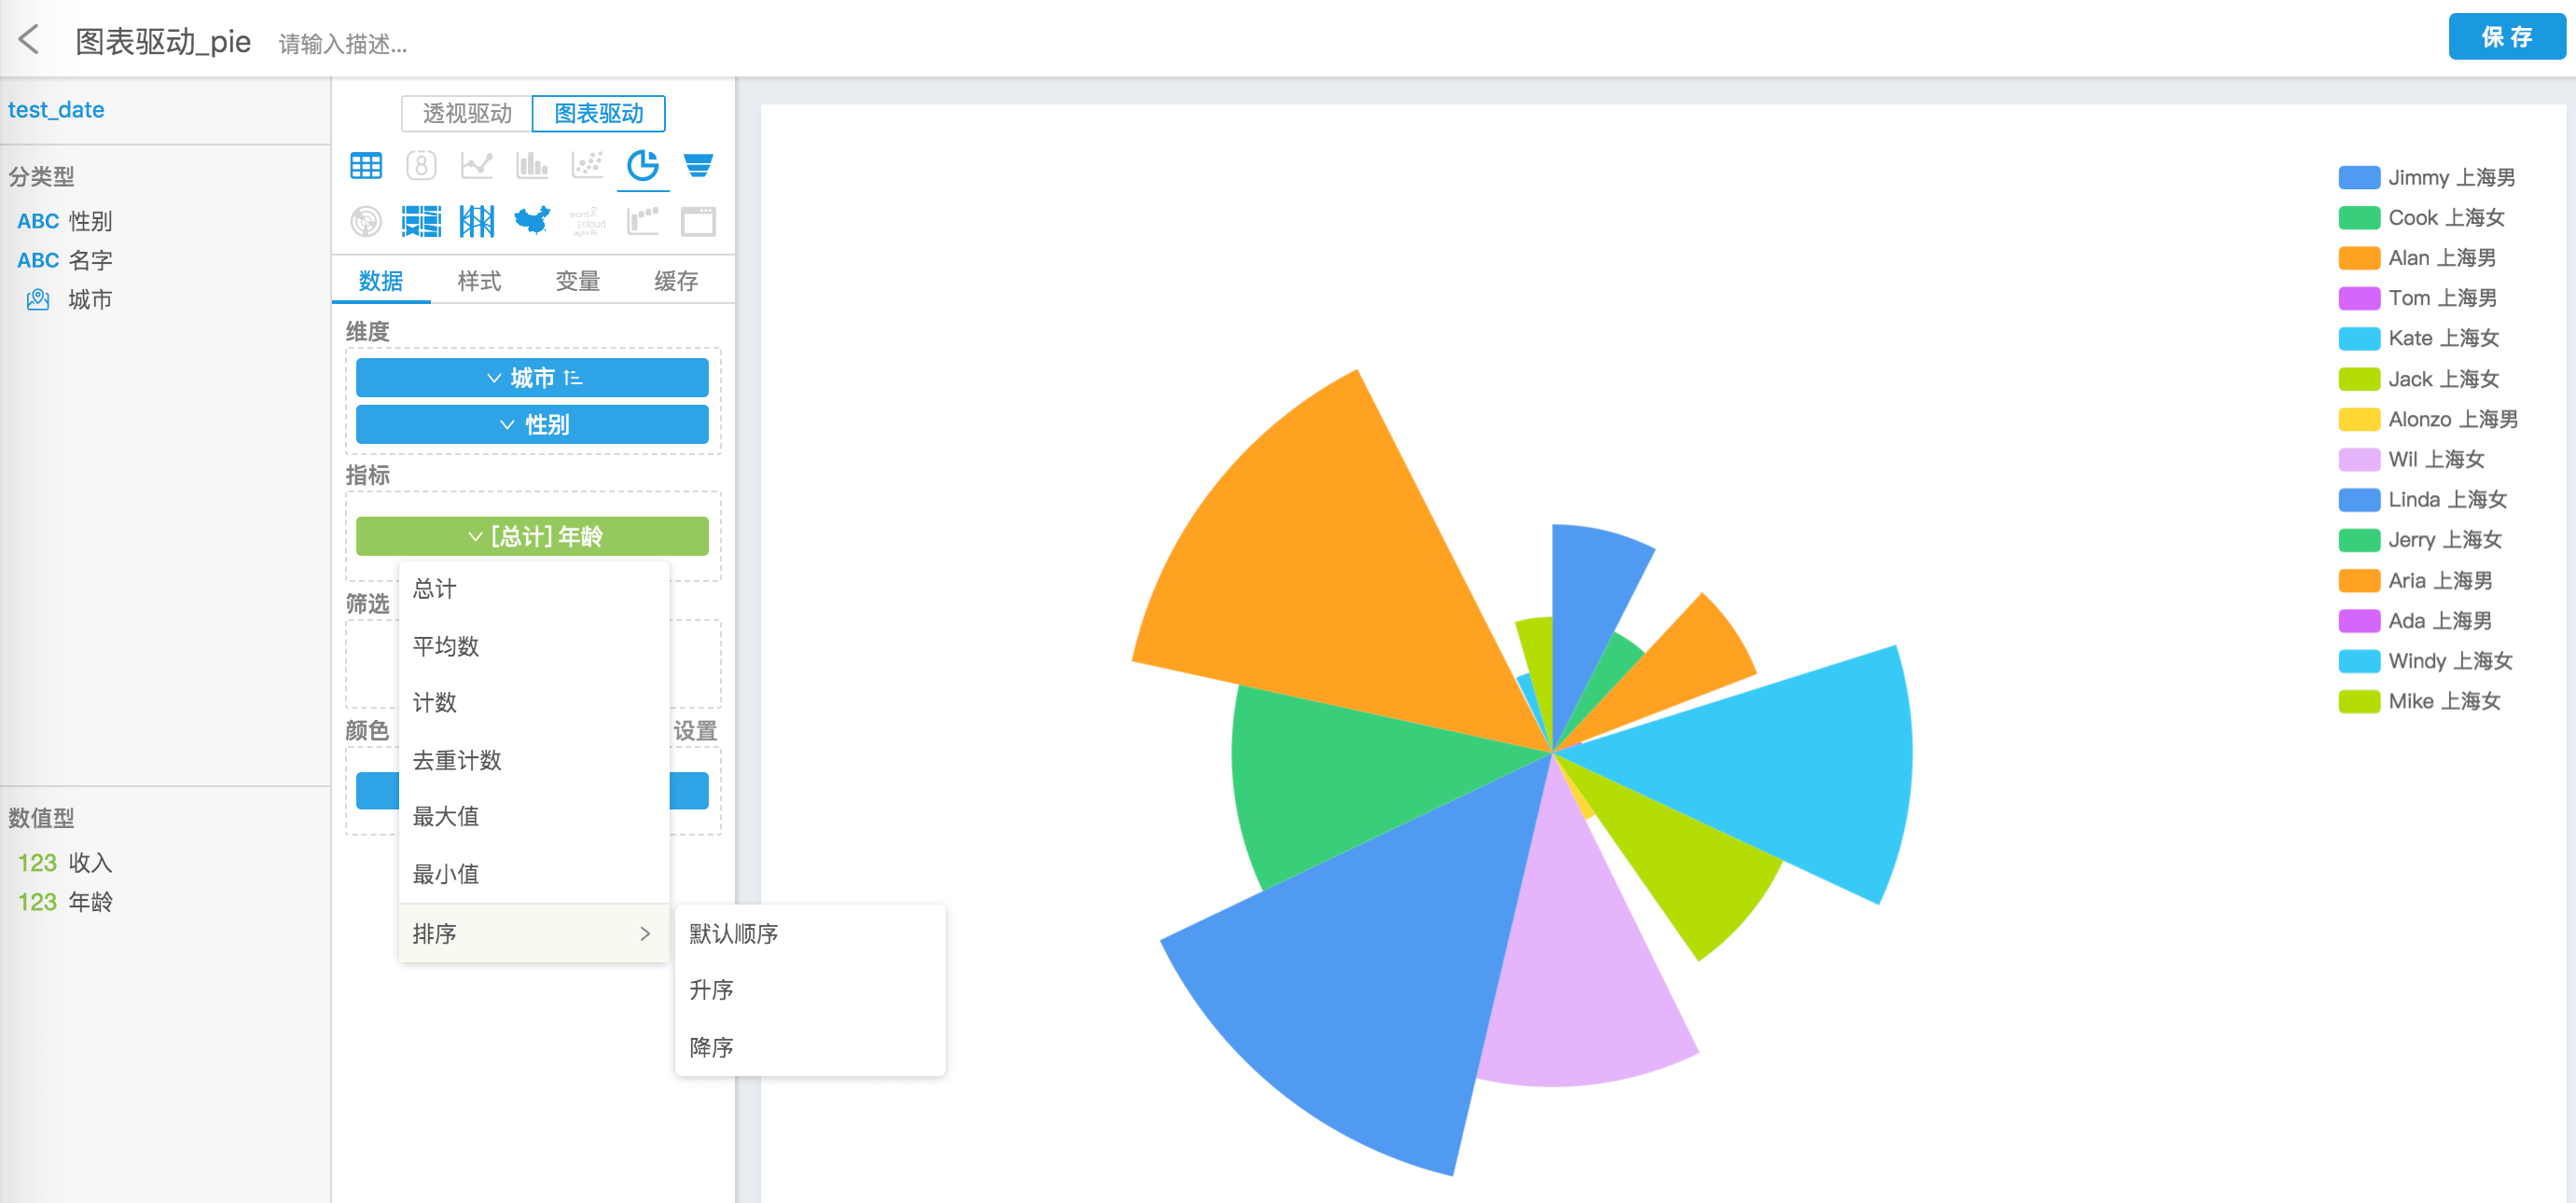 图表驱动_pie 请输入描述...
保 存
test_date
分类型
ABC 性别
ABC 名字
城市
数值型
123 收入
123 年龄
透视驱动 图表驱动
8
word
cloud
数据 样式 变量 缓存
维度
城市
性别
指标
[总计] 年龄
筛选
颜色 设置
总计
平均数
计数
去重计数
最大值
最小值
排序
默认顺序
升序
降序
Jimmy 上海男
Cook 上海女
Alan 上海男
Tom 上海男
Kate 上海女
Jack 上海女
Alonzo 上海男
Wil 上海女
Linda 上海女
Jerry 上海女
Aria 上海男
Ada 上海男
Windy 上海女
Mike 上海女